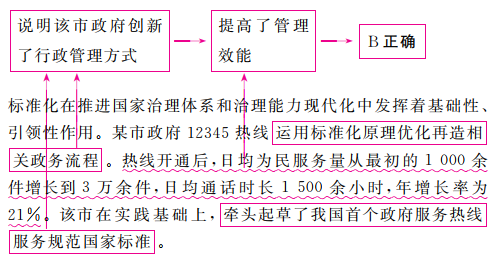 说明该市政府创新
了行政管理方式
提高了管理
效能
B正确
标准化在推进国家治理体系和治理能力现代化中发挥着基础性、
引领性作用。某市政府 12345 热线运用标准化原理优化再造相
关政务流程。热线开通后,日均为民服务量从最初的 1 000 余
件增长到 3 万余件,日均通话时长 1 500 余小时,年增长率为
21%。该市在实践基础上,牵头起草了我国首个政府服务热线
服务规范国家标准。